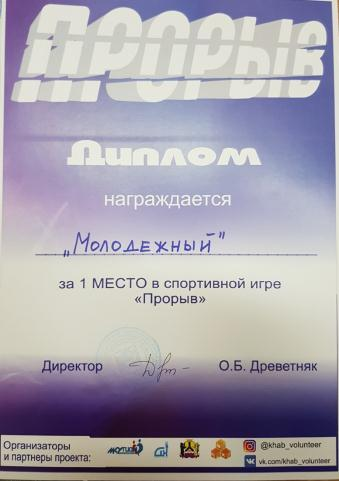 ПРОРЫВ
Диплом
награждается
„Молодежный"
за 1 МЕСТО в спортивной игре
«Прорыв»
Директор О.Б. Древетняк
Организаторы
и партнеры проекта:
@khab_volunteer
vk.com/khab_volunteer